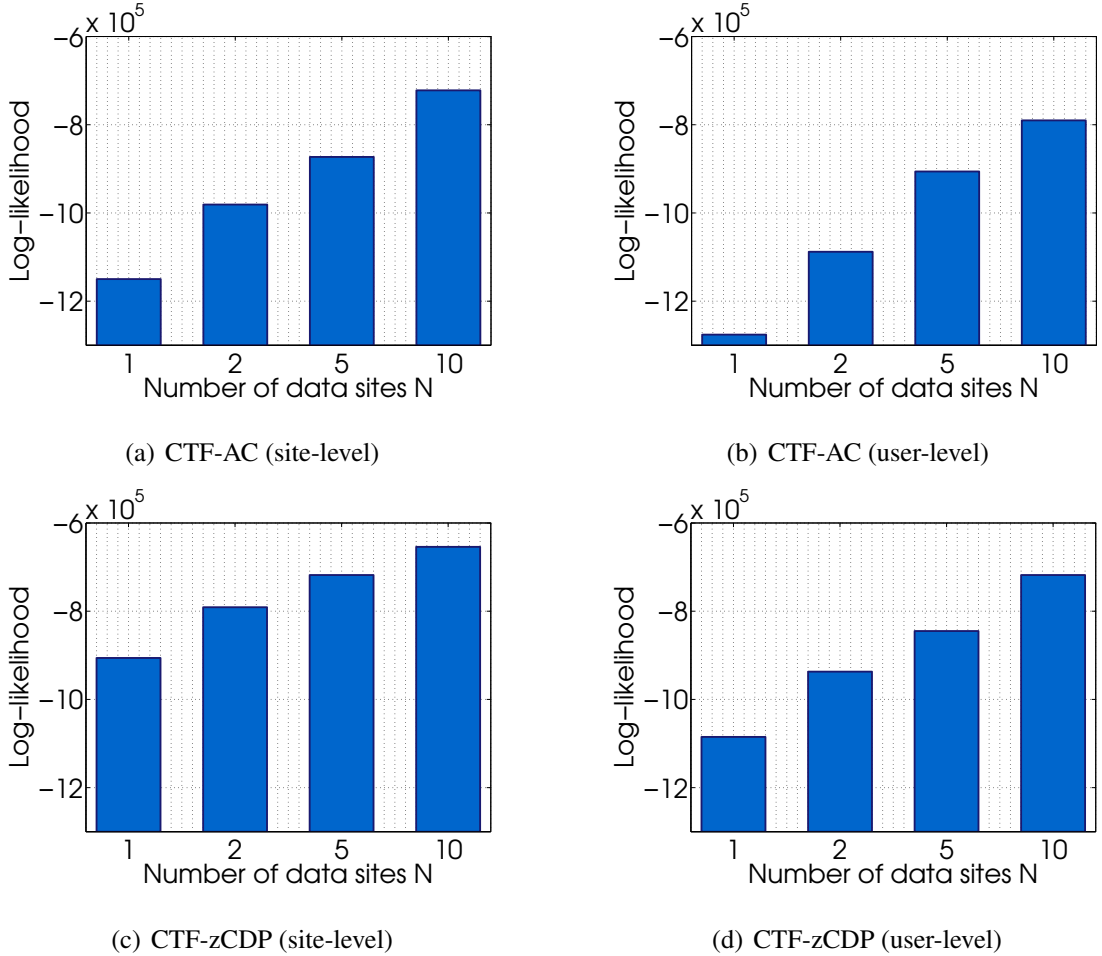 x 10^5
−6
−8
−10
−12
Log−likelihood
1 2 5 10
Number of data sites N
(a) CTF-AC (site-level)
x 10^5
−6
−8
−10
−12
Log−likelihood
1 2 5 10
Number of data sites N
(b) CTF-AC (user-level)
x 10^5
−6
−8
−10
−12
Log−likelihood
1 2 5 10
Number of data sites N
(c) CTF-zCDP (site-level)
x 10^5
−6
−8
−10
−12
Log−likelihood
1 2 5 10
Number of data sites N
(d) CTF-zCDP (user-level)